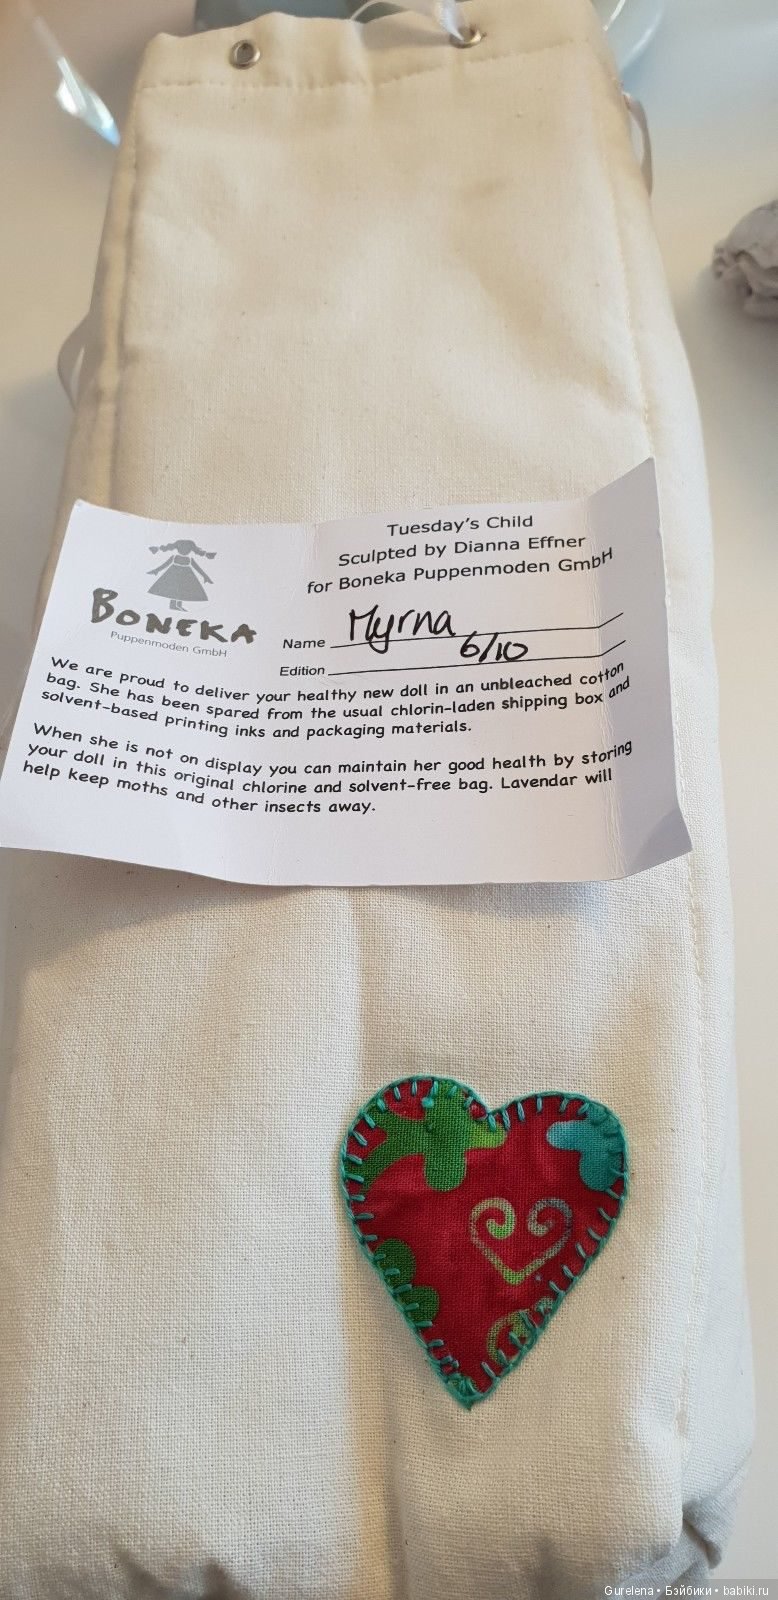 Tuesday's Child
Sculpted by Dianna Effner
for Boneka Puppenmoden GmbH
BONEKA
Puppenmoden GmbH
Name Myrna
Edition 6/10
We are proud to deliver your healthy new doll in an unbleached cotton
bag. She has been spared from the usual chlorin-laden shipping box and
solvent-based printing inks and packaging materials.
When she is not on display you can maintain her good health by storing
your doll in this original chlorine and solvent-free bag. Lavendar will
help keep moths and other insects away.
Gurelena • Бэйбики • babiki.ru